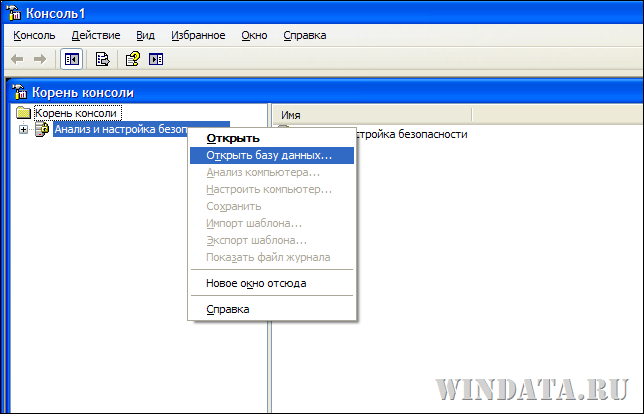 Консоль1
Консоль Действие Вид Избранное Окно Справка
Корень консоли
Корень консоли
Анализ и настройка безоп
Имя
стройка безопасности
Открыть
Открыть базу данных...
Анализ компьютера...
Настроить компьютер...
Сохранить
Импорт шаблона...
Экспорт шаблона...
Показать файл журнала
Новое окно отсюда
Справка
WINDATA.RU